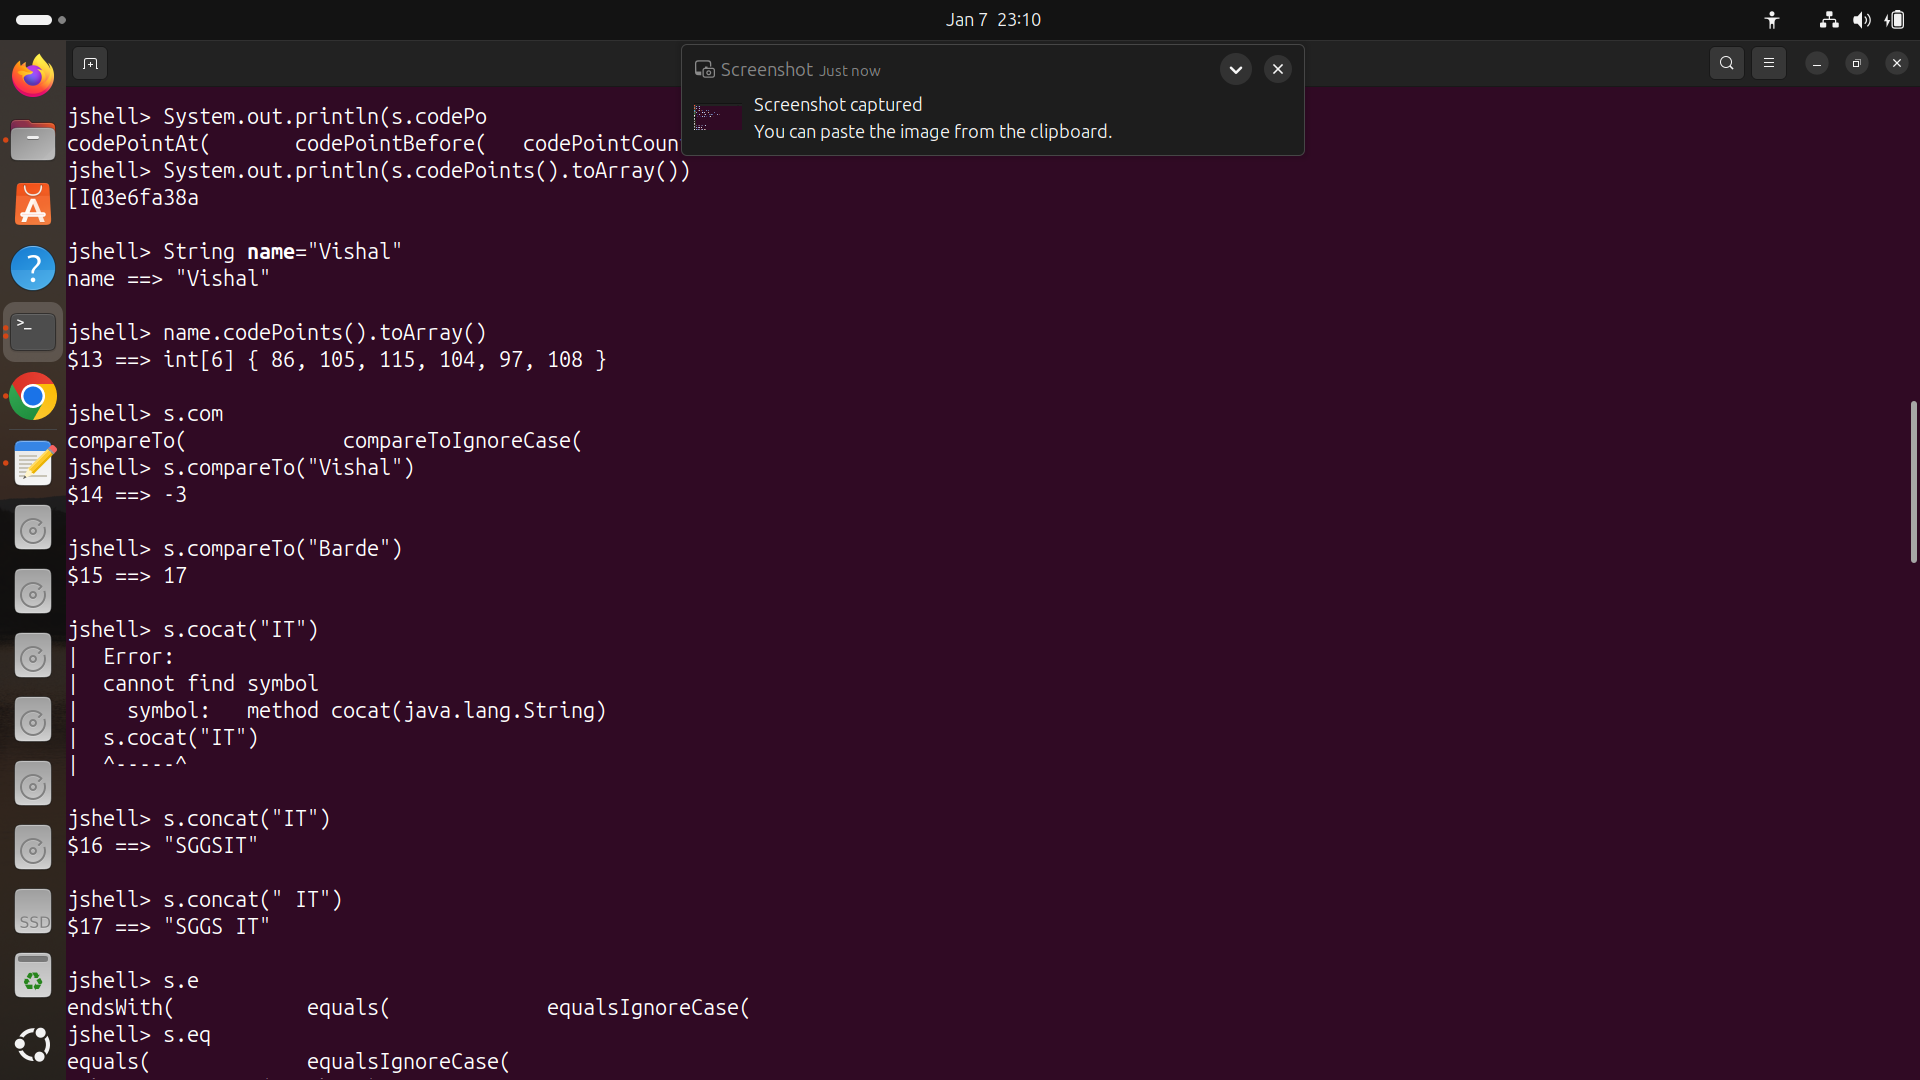 Jan 7 23:10
Screenshot Just now
Screenshot captured
You can paste the image from the clipboard.
jshell> System.out.println(s.codePo
codePointAt( codePointBefore( codePointCoun
jshell> System.out.println(s.codePoints().toArray())
[I@3e6fa38a
jshell> String name="Vishal"
name ==> "Vishal"
jshell> name.codePoints().toArray()
$13 ==> int[6] { 86, 105, 115, 104, 97, 108 }
jshell> s.com
compareTo( compareToIgnoreCase(
jshell> s.compareTo("Vishal")
$14 ==> -3
jshell> s.compareTo("Barde")
$15 ==> 17
jshell> s.cocat("IT")
| Error:
| cannot find symbol
| symbol: method cocat(java.lang.String)
| s.cocat("IT")
| ^-----^
jshell> s.concat("IT")
$16 ==> "SGGSIT"
jshell> s.concat(" IT")
$17 ==> "SGGS IT"
jshell> s.e
endsWith( equals( equalsIgnoreCase(
jshell> s.eq
equals( equalsIgnoreCase(
SSD